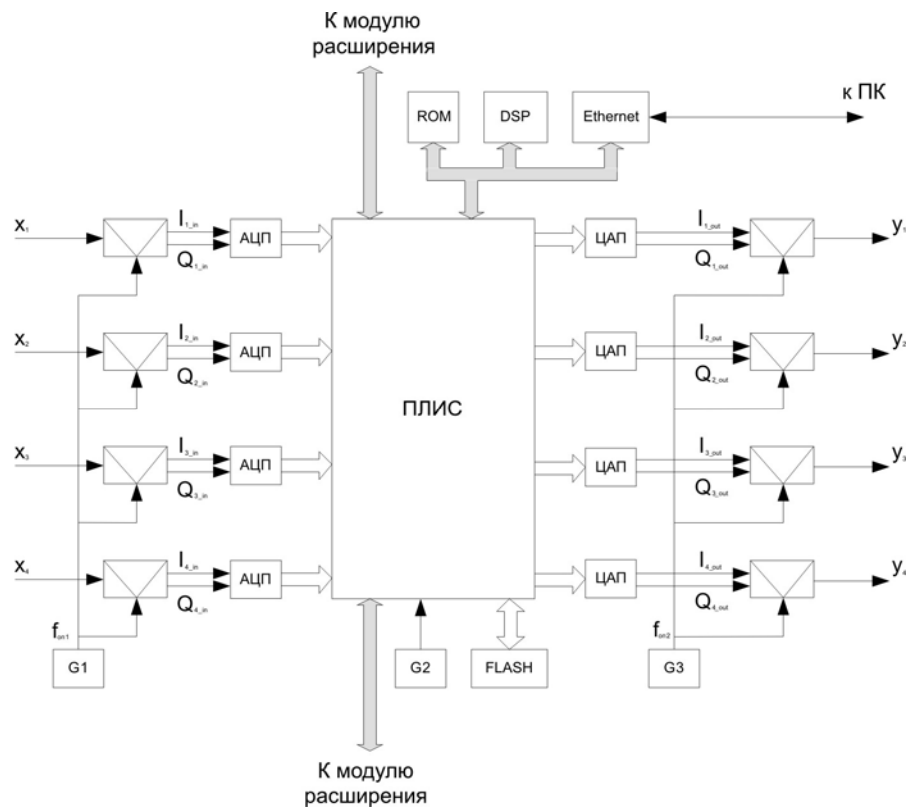 К модулю
расширения
к ПК
ROM
DSP
Ethernet
x₁
I₁_in
Q₁_in
АЦП
ЦАП
I₁_out
Q₁_out
y₁
x₂
I₂_in
Q₂_in
АЦП
ЦАП
I₂_out
Q₂_out
y₂
ПЛИС
x₃
I₃_in
Q₃_in
АЦП
ЦАП
I₃_out
Q₃_out
y₃
x₄
I₄_in
Q₄_in
АЦП
ЦАП
I₄_out
Q₄_out
y₄
fоп1
G1
G2
FLASH
fоп2
G3
К модулю
расширения